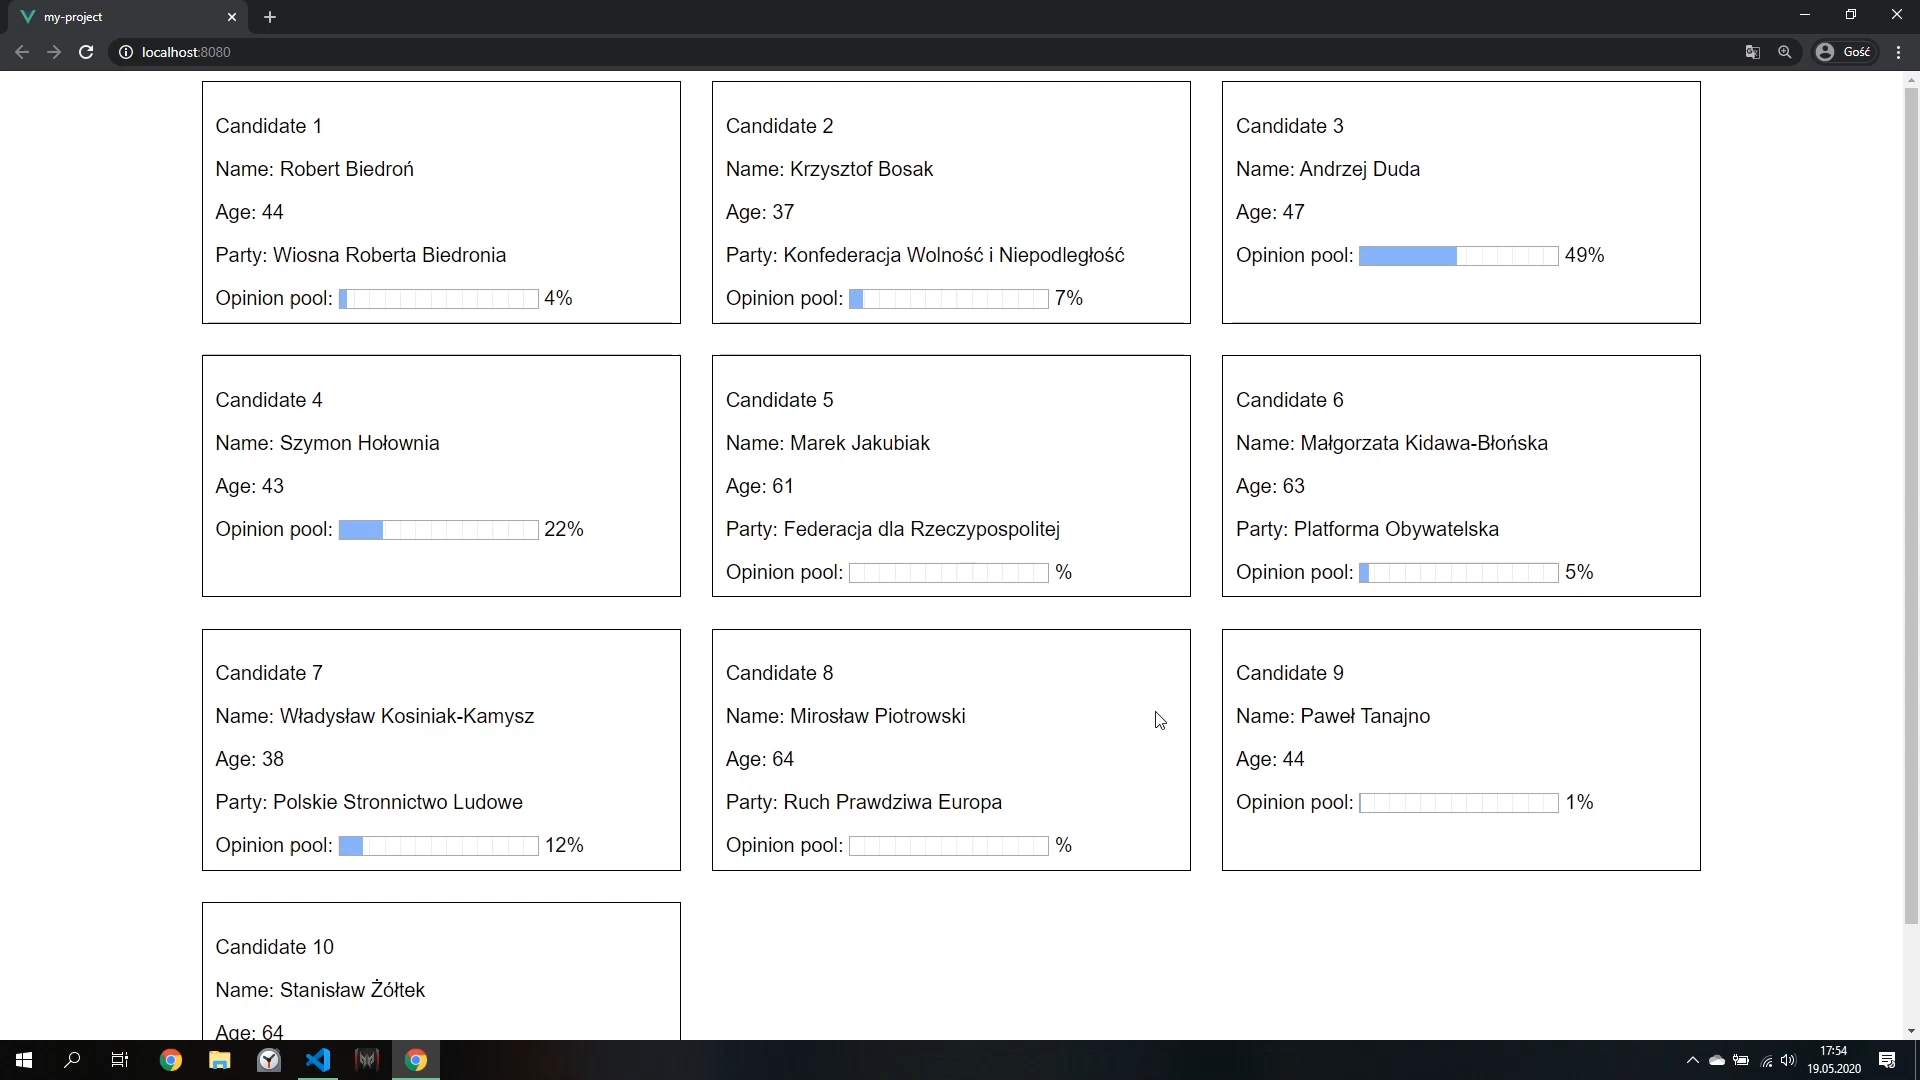 my-project
localhost:8080
Gość
Candidate 1
Name: Robert Biedroń
Age: 44
Party: Wiosna Roberta Biedronia
Opinion pool: 4%
Candidate 2
Name: Krzysztof Bosak
Age: 37
Party: Konfederacja Wolność i Niepodległość
Opinion pool: 7%
Candidate 3
Name: Andrzej Duda
Age: 47
Opinion pool: 49%
Candidate 4
Name: Szymon Hołownia
Age: 43
Opinion pool: 22%
Candidate 5
Name: Marek Jakubiak
Age: 61
Party: Federacja dla Rzeczypospolitej
Opinion pool: %
Candidate 6
Name: Małgorzata Kidawa-Błońska
Age: 63
Party: Platforma Obywatelska
Opinion pool: 5%
Candidate 7
Name: Władysław Kosiniak-Kamysz
Age: 38
Party: Polskie Stronnictwo Ludowe
Opinion pool: 12%
Candidate 8
Name: Mirosław Piotrowski
Age: 64
Party: Ruch Prawdziwa Europa
Opinion pool: %
Candidate 9
Name: Paweł Tanajno
Age: 44
Opinion pool: 1%
Candidate 10
Name: Stanisław Żółtek
Age: 64
17:54
19.05.2020